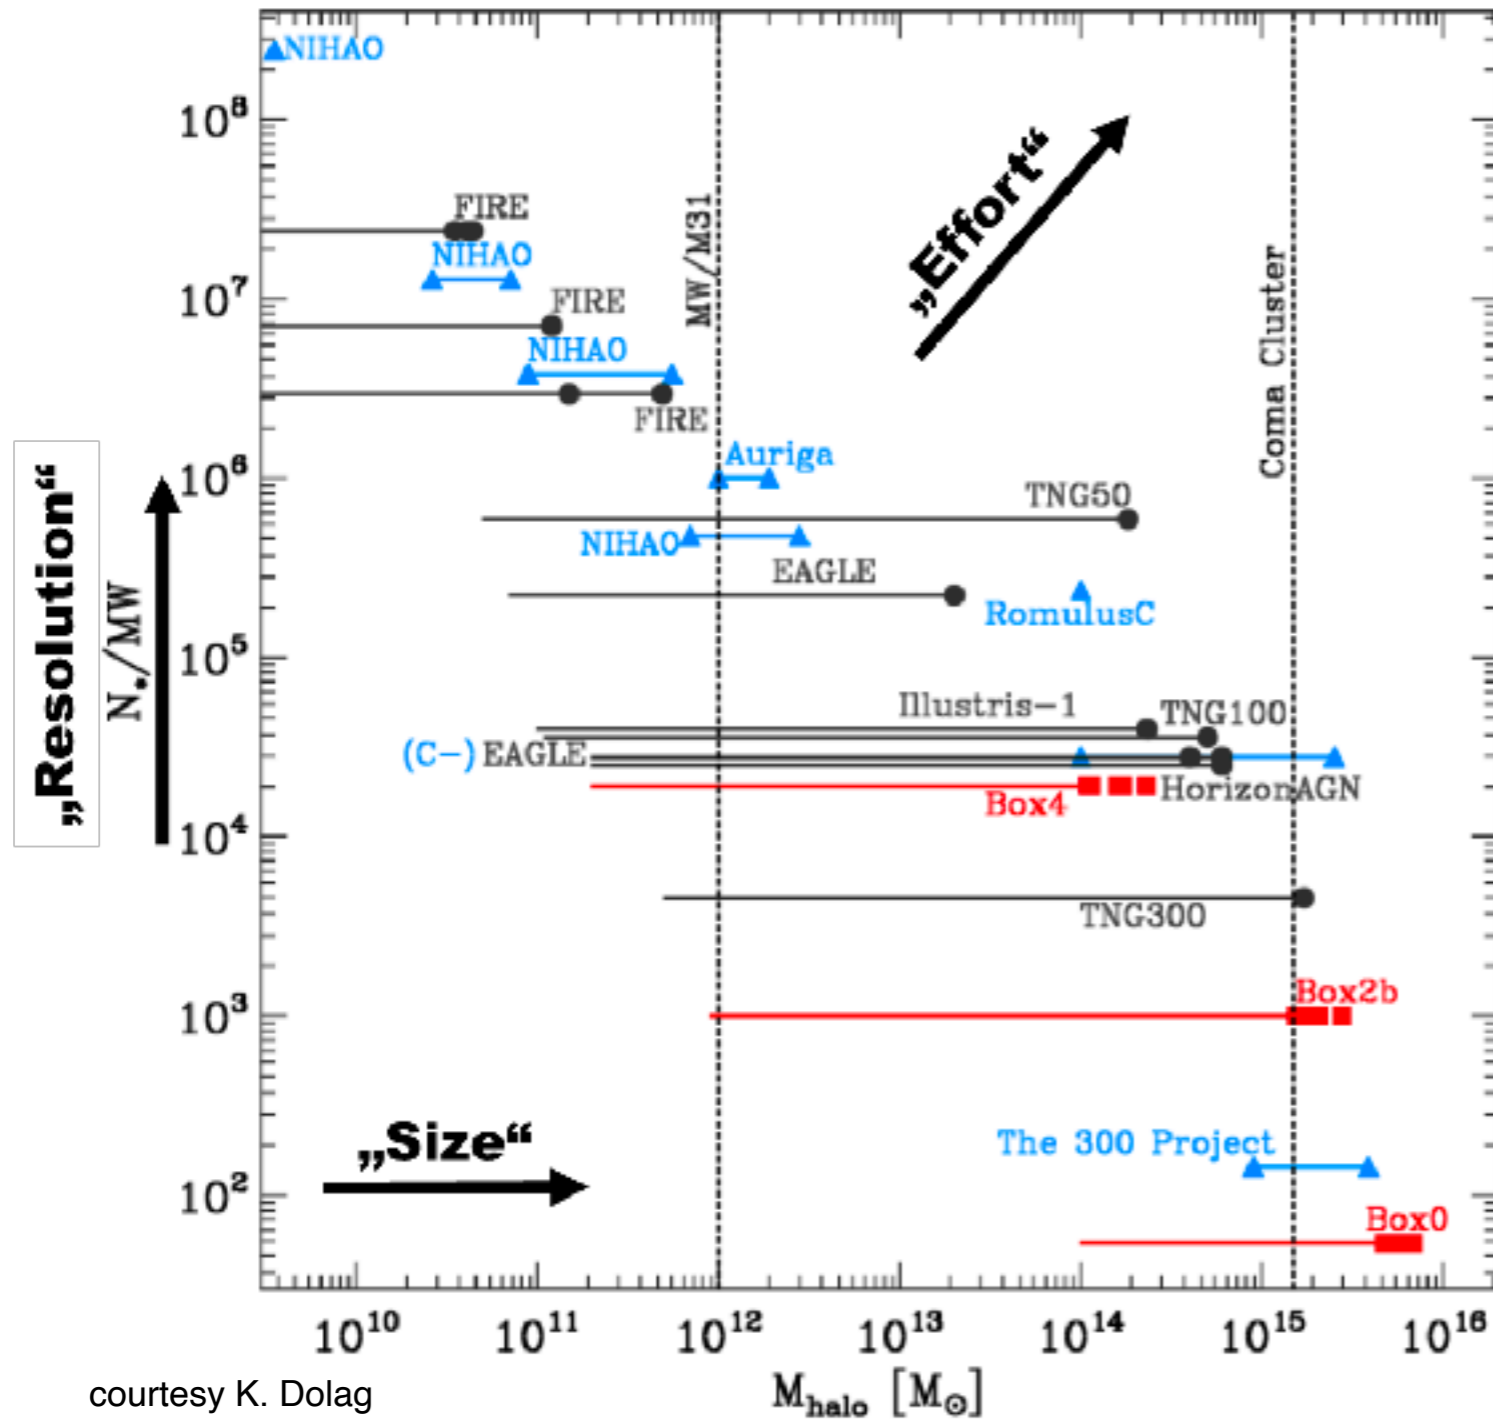 NIHAO
10⁸
FIRE
NIHAO
MW/M31
„Effort“
Coma Cluster
10⁷
FIRE
NIHAO
FIRE
„Resolution“
N*/MW
10⁶
Auriga
TNG50
NIHAO
EAGLE
RomulusC
10⁵
Illustris-1
TNG100
(C-) EAGLE
HorizonAGN
Box4
10⁴
TNG300
10³
Box2b
„Size“
The 300 Project
10²
Box0
10¹⁰ 10¹¹ 10¹² 10¹³ 10¹⁴ 10¹⁵ 10¹⁶
M_halo [M_☉]
courtesy K. Dolag